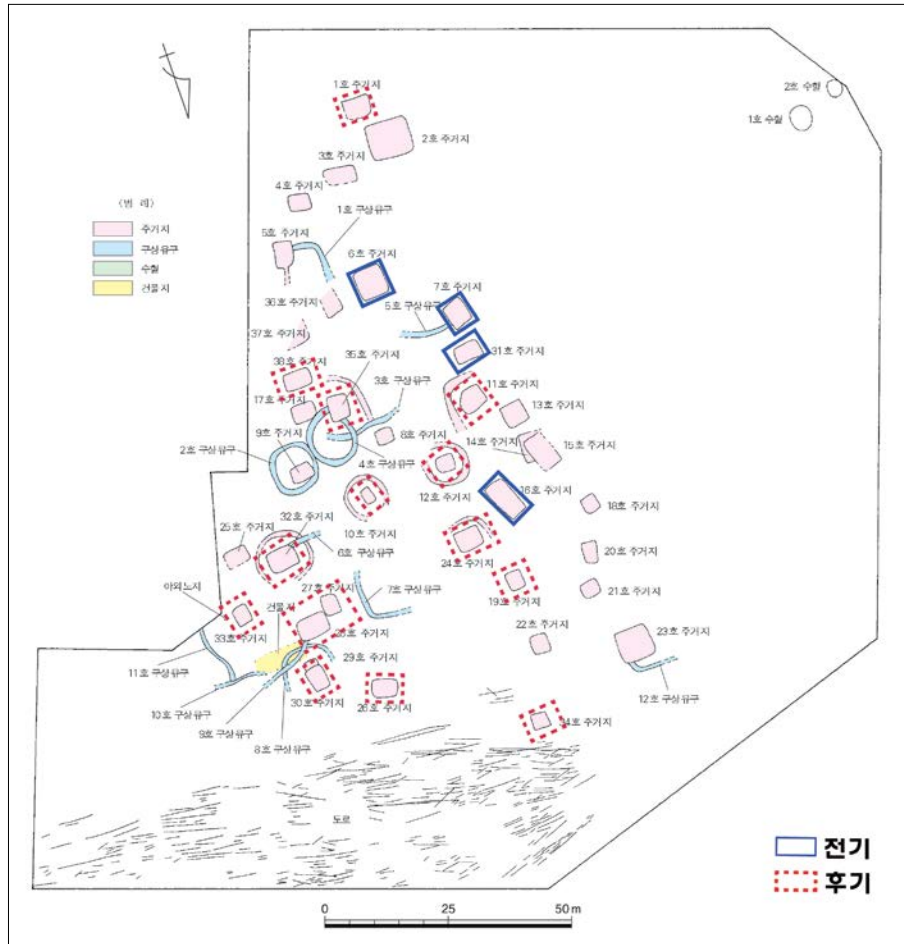 1호 주거지
2호 수혈
1호 수혈
2호 주거지
3호 주거지
4호 주거지
<범 례>
주거지
구상유구
수혈
건물지
1호 구상유구
5호 주거지
6호 주거지
7호 주거지
5호 구상유구
36호 주거지
37호 주거지
31호 주거지
38호 주거지
35호 주거지
3호 구상유구
11호 주거지
17호 주거지
13호 주거지
9호 주거지
8호 주거지
14호 주거지
15호 주거지
2호 구상유구
4호 구상유구
12호 주거지
16호 주거지
18호 주거지
10호 주거지
25호 주거지
32호 주거지
6호 구상유구
24호 주거지
20호 주거지
야외노지
27호 주거지
7호 구상유구
19호 주거지
21호 주거지
건물지
33호 주거지
22호 주거지
23호 주거지
11호 구상유구
29호 주거지
30호 주거지
26호 주거지
12호 구상유구
10호 구상유구
34호 주거지
9호 구상유구
8호 구상유구
도로
전기
후기
0 25 50m